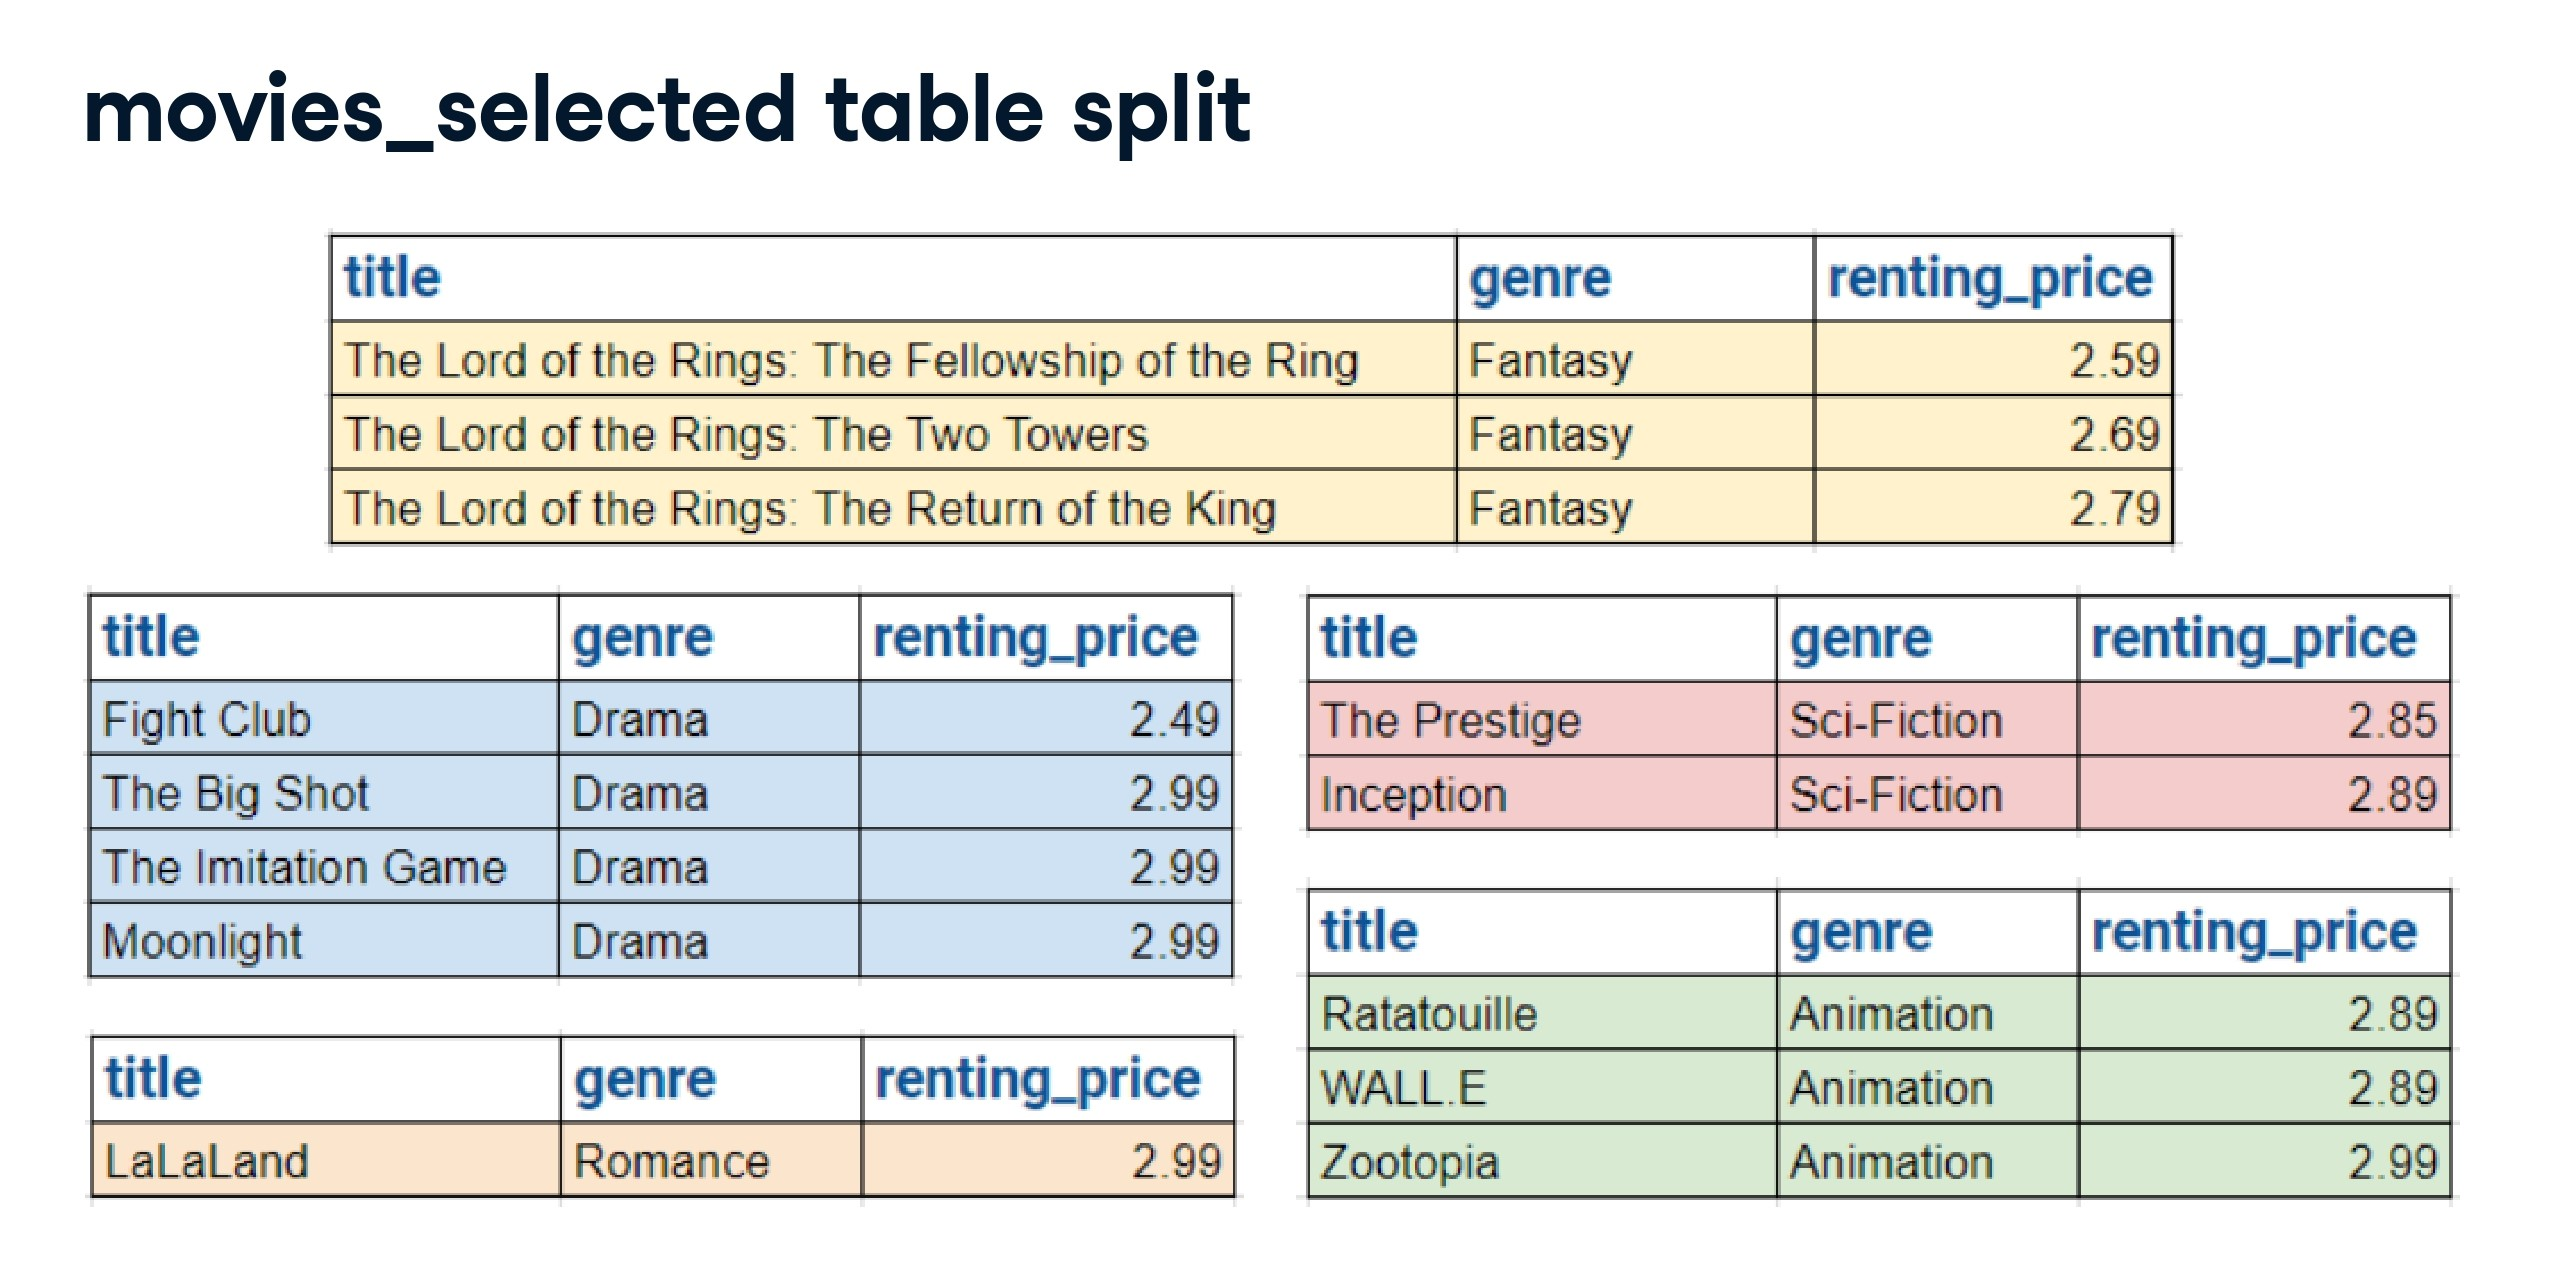 movies_selected table split
title genre renting_price
The Lord of the Rings: The Fellowship of the Ring Fantasy 2.59
The Lord of the Rings: The Two Towers Fantasy 2.69
The Lord of the Rings: The Return of the King Fantasy 2.79
title genre renting_price
Fight Club Drama 2.49
The Big Shot Drama 2.99
The Imitation Game Drama 2.99
Moonlight Drama 2.99
title genre renting_price
LaLaLand Romance 2.99
title genre renting_price
The Prestige Sci-Fiction 2.85
Inception Sci-Fiction 2.89
title genre renting_price
Ratatouille Animation 2.89
WALL.E Animation 2.89
Zootopia Animation 2.99